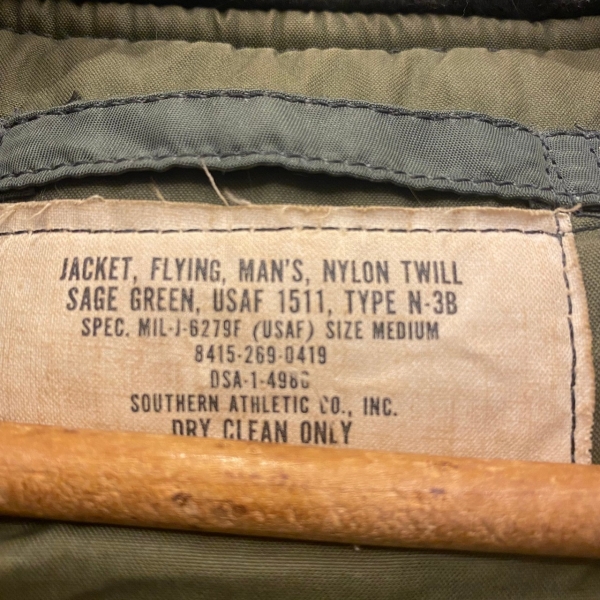 JACKET, FLYING, MAN'S, NYLON TWILL
SAGE GREEN, USAF 1511, TYPE N-3B
SPEC. MIL-J-6279F (USAF) SIZE MEDIUM
8415-269-0419
SOUTHERN ATHLETIC CO., INC.
DRY CLEAN ONLY